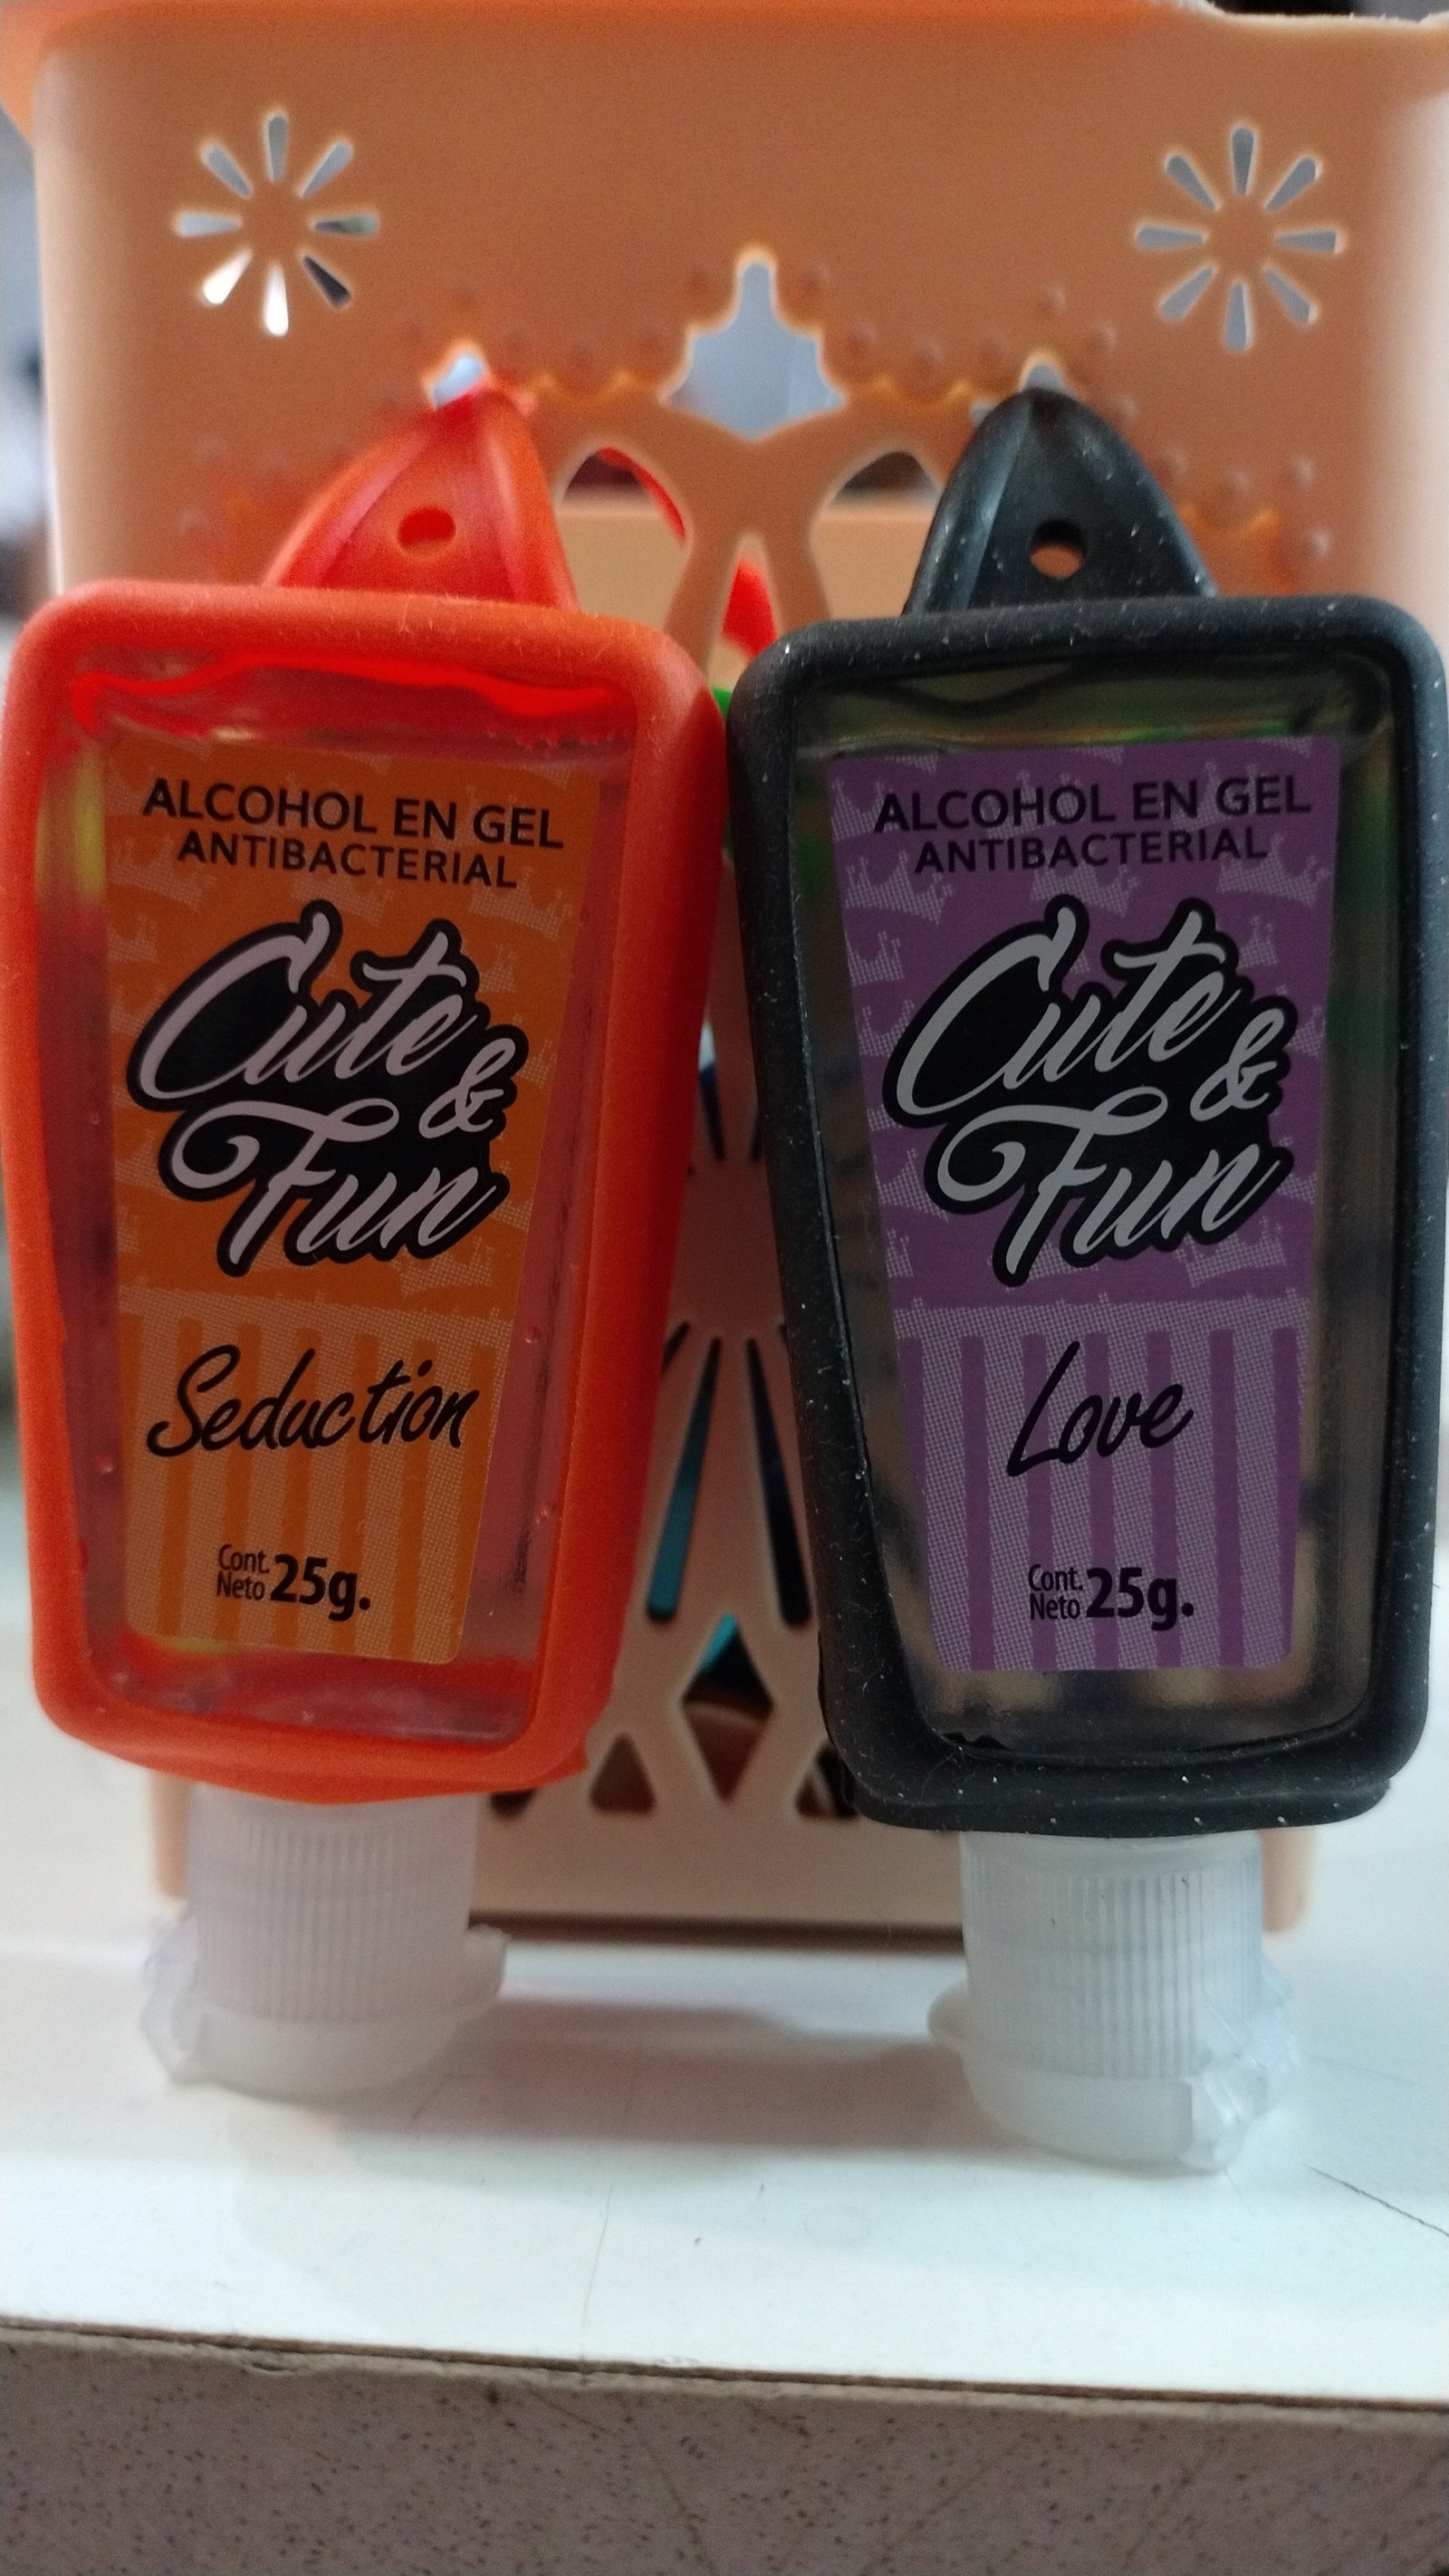 ALCOHOL EN GEL
ANTIBACTERIAL
Cute
&
Fun
Seduction
Cont.
Neto 25g.
ALCOHOL EN GEL
ANTIBACTERIAL
Cute
&
Fun
Love
Cont.
Neto 25g.